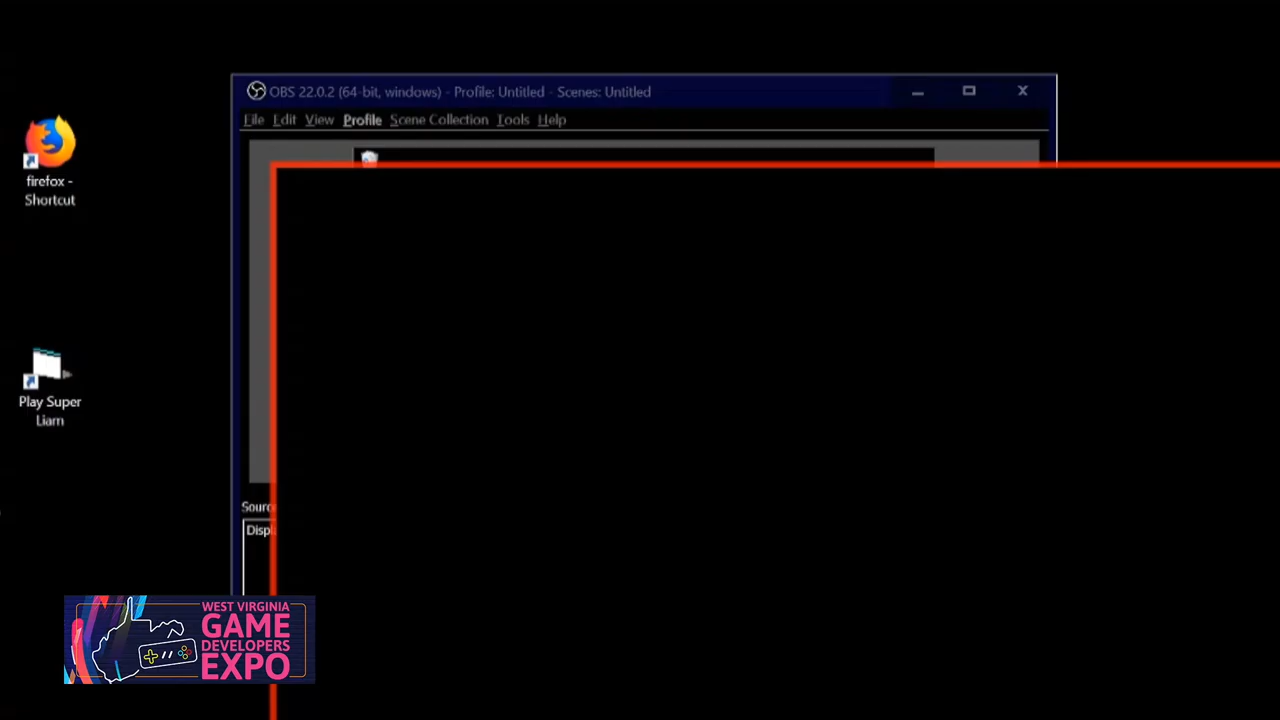 OBS 22.0.2 (64-bit, windows) - Profile: Untitled - Scenes: Untitled
File Edit View Profile Scene Collection Tools Help
firefox -
Shortcut
Play Super
Liam
WEST VIRGINIA
GAME
DEVELOPERS
EXPO